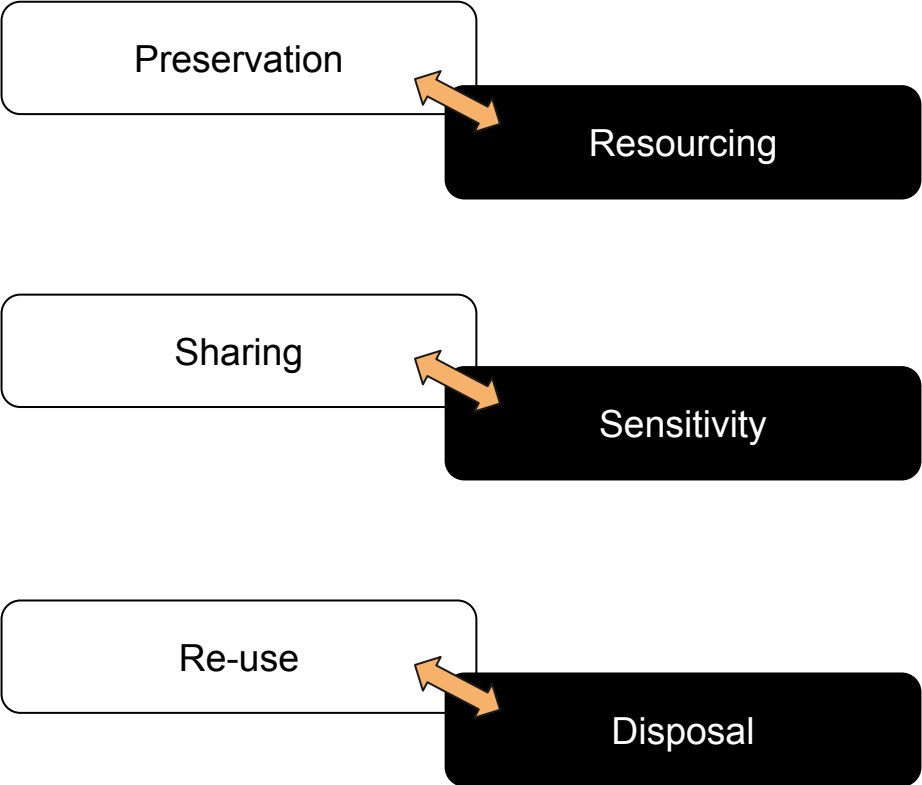 Preservation
Resourcing
Sharing
Sensitivity
Re-use
Disposal